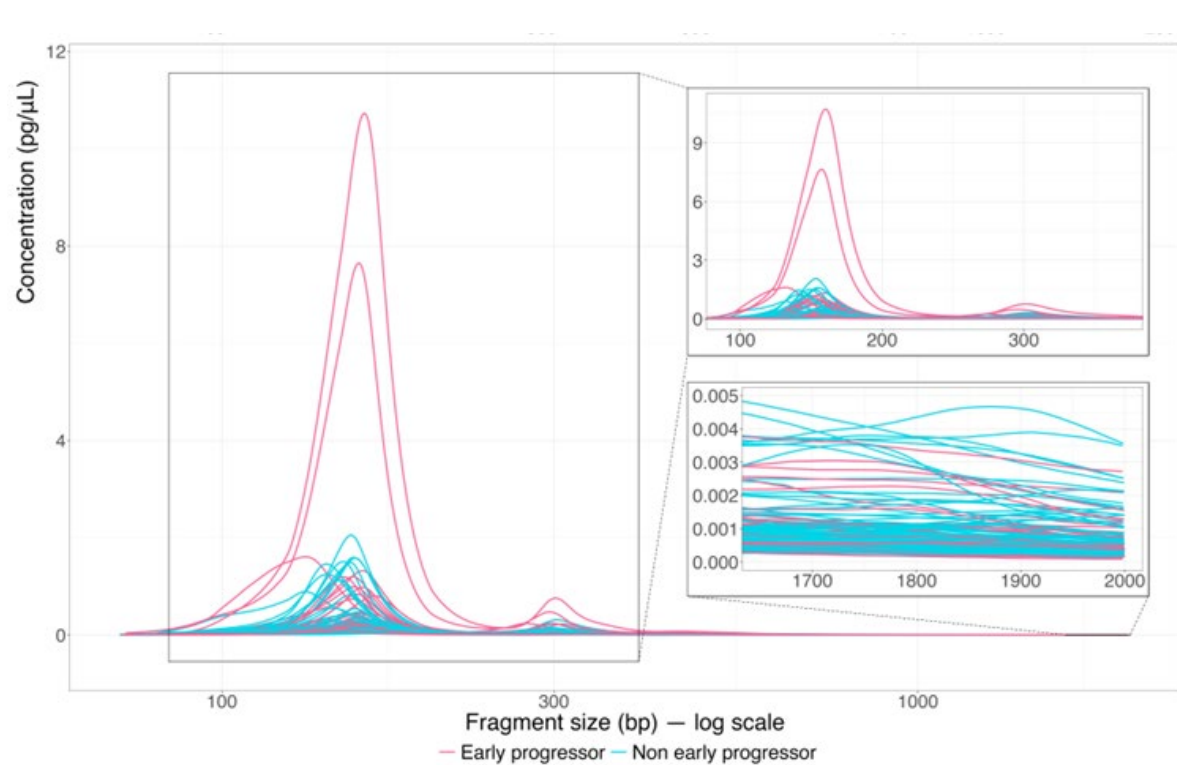 12
8
4
0
Concentration (pg/µL)
9
6
3
0
100 200 300
0.005
0.004
0.003
0.002
0.001
0.000
1700 1800 1900 2000
100 300 1000
Fragment size (bp) — log scale
Early progressor Non early progressor